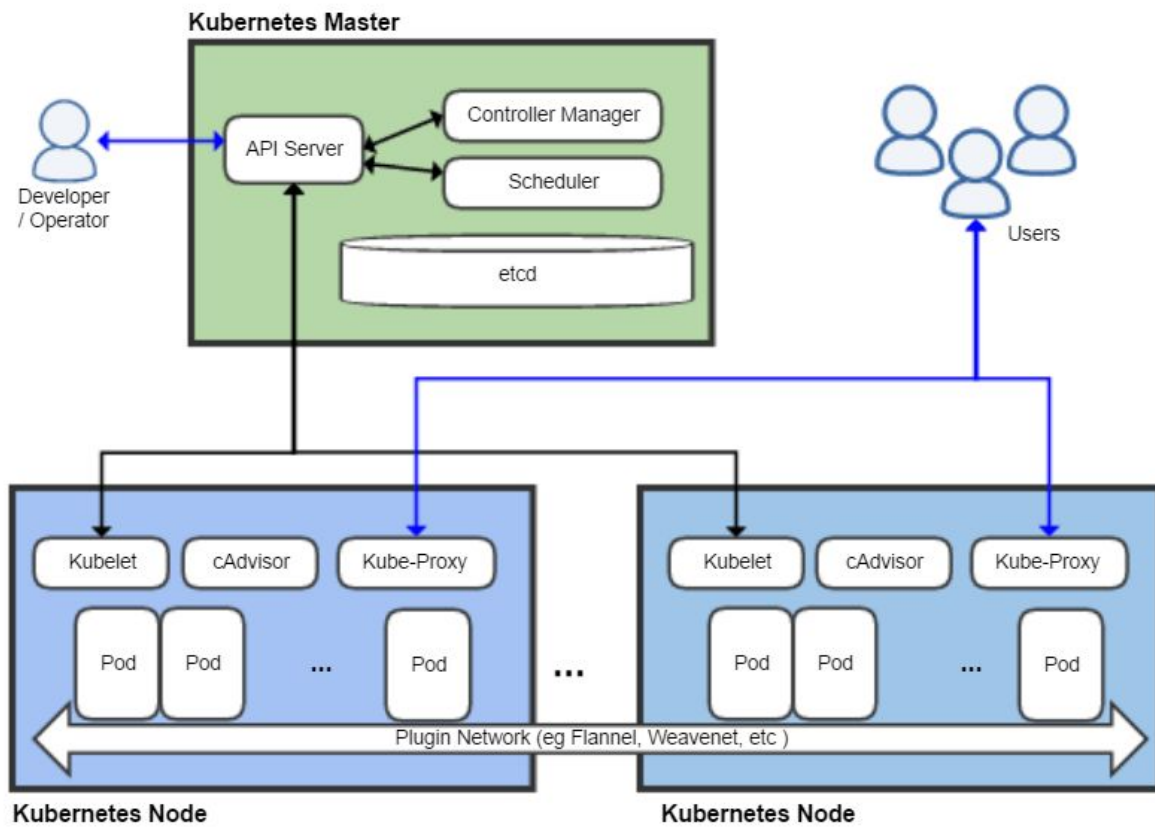 Kubernetes Master
Controller Manager
API Server
Scheduler
etcd
Developer
/ Operator
Users
Kubelet
cAdvisor
Kube-Proxy
Pod
Pod
...
Pod
...
Kubelet
cAdvisor
Kube-Proxy
Pod
Pod
...
Pod
Plugin Network (eg Flannel, Weavenet, etc )
Kubernetes Node
Kubernetes Node